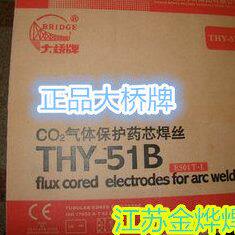 BRIDGE
大桥牌
THY-5
正品大桥牌
CO₂气体保护药芯焊丝
THY-51B
E501T-1
flux cored electrodes for arc weld
江苏金烨焊